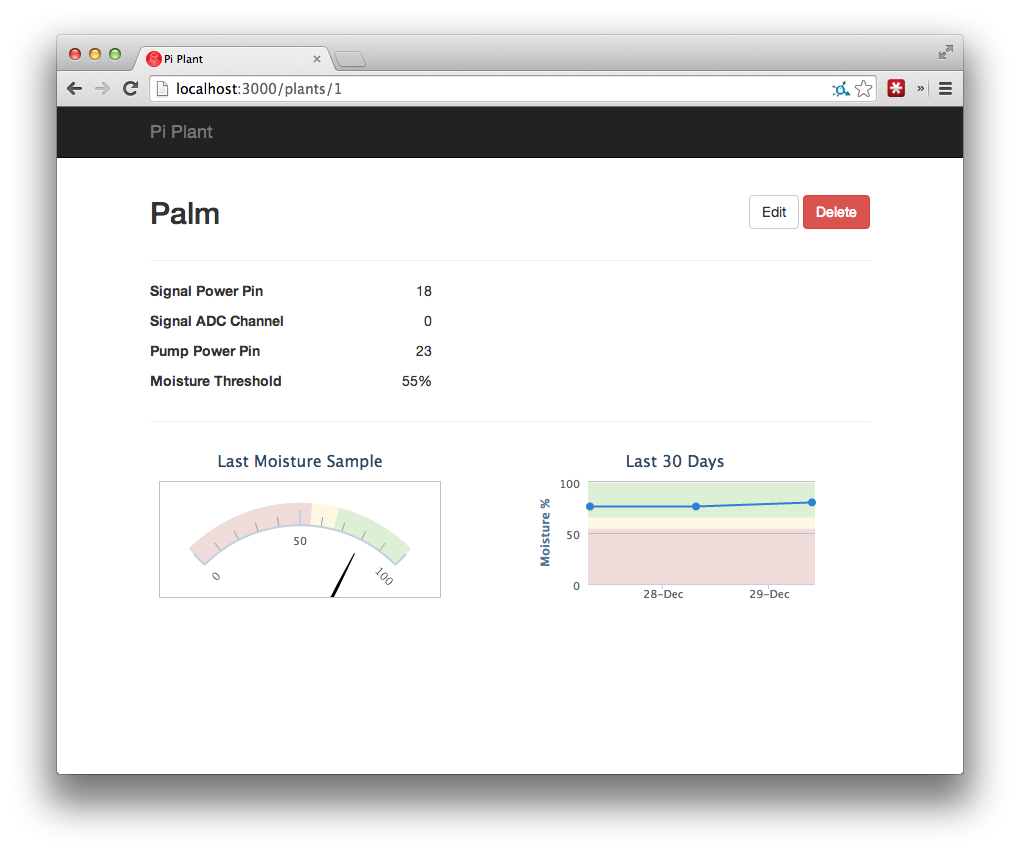 Pi Plant
localhost:3000/plants/1
Pi Plant
Palm
Edit Delete
Signal Power Pin 18
Signal ADC Channel 0
Pump Power Pin 23
Moisture Threshold 55%
Last Moisture Sample
0
50
100
Last 30 Days
Moisture %
100
50
0
28-Dec 29-Dec